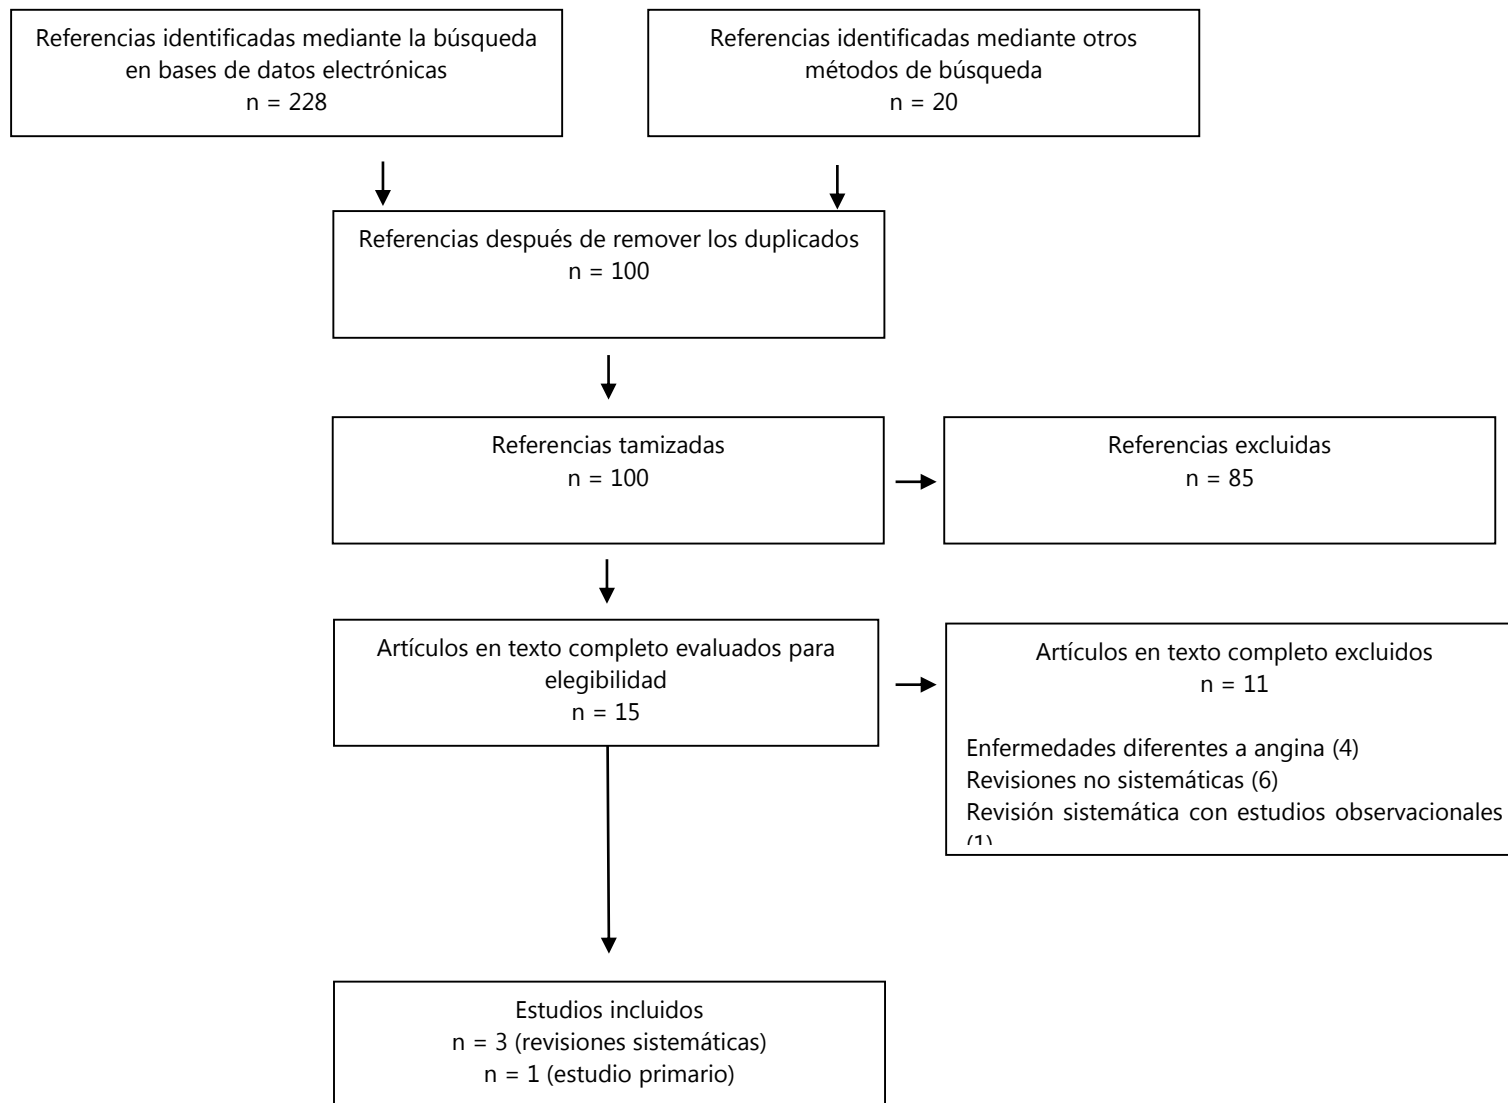 Referencias identificadas mediante la búsqueda
en bases de datos electrónicas
n = 228
Referencias identificadas mediante otros
métodos de búsqueda
n = 20
Referencias después de remover los duplicados
n = 100
Referencias tamizadas
n = 100
Referencias excluidas
n = 85
Artículos en texto completo evaluados para
elegibilidad
n = 15
Artículos en texto completo excluidos
n = 11
Enfermedades diferentes a angina (4)
Revisiones no sistemáticas (6)
Revisión sistemática con estudios observacionales
(1)
Estudios incluidos
n = 3 (revisiones sistemáticas)
n = 1 (estudio primario)